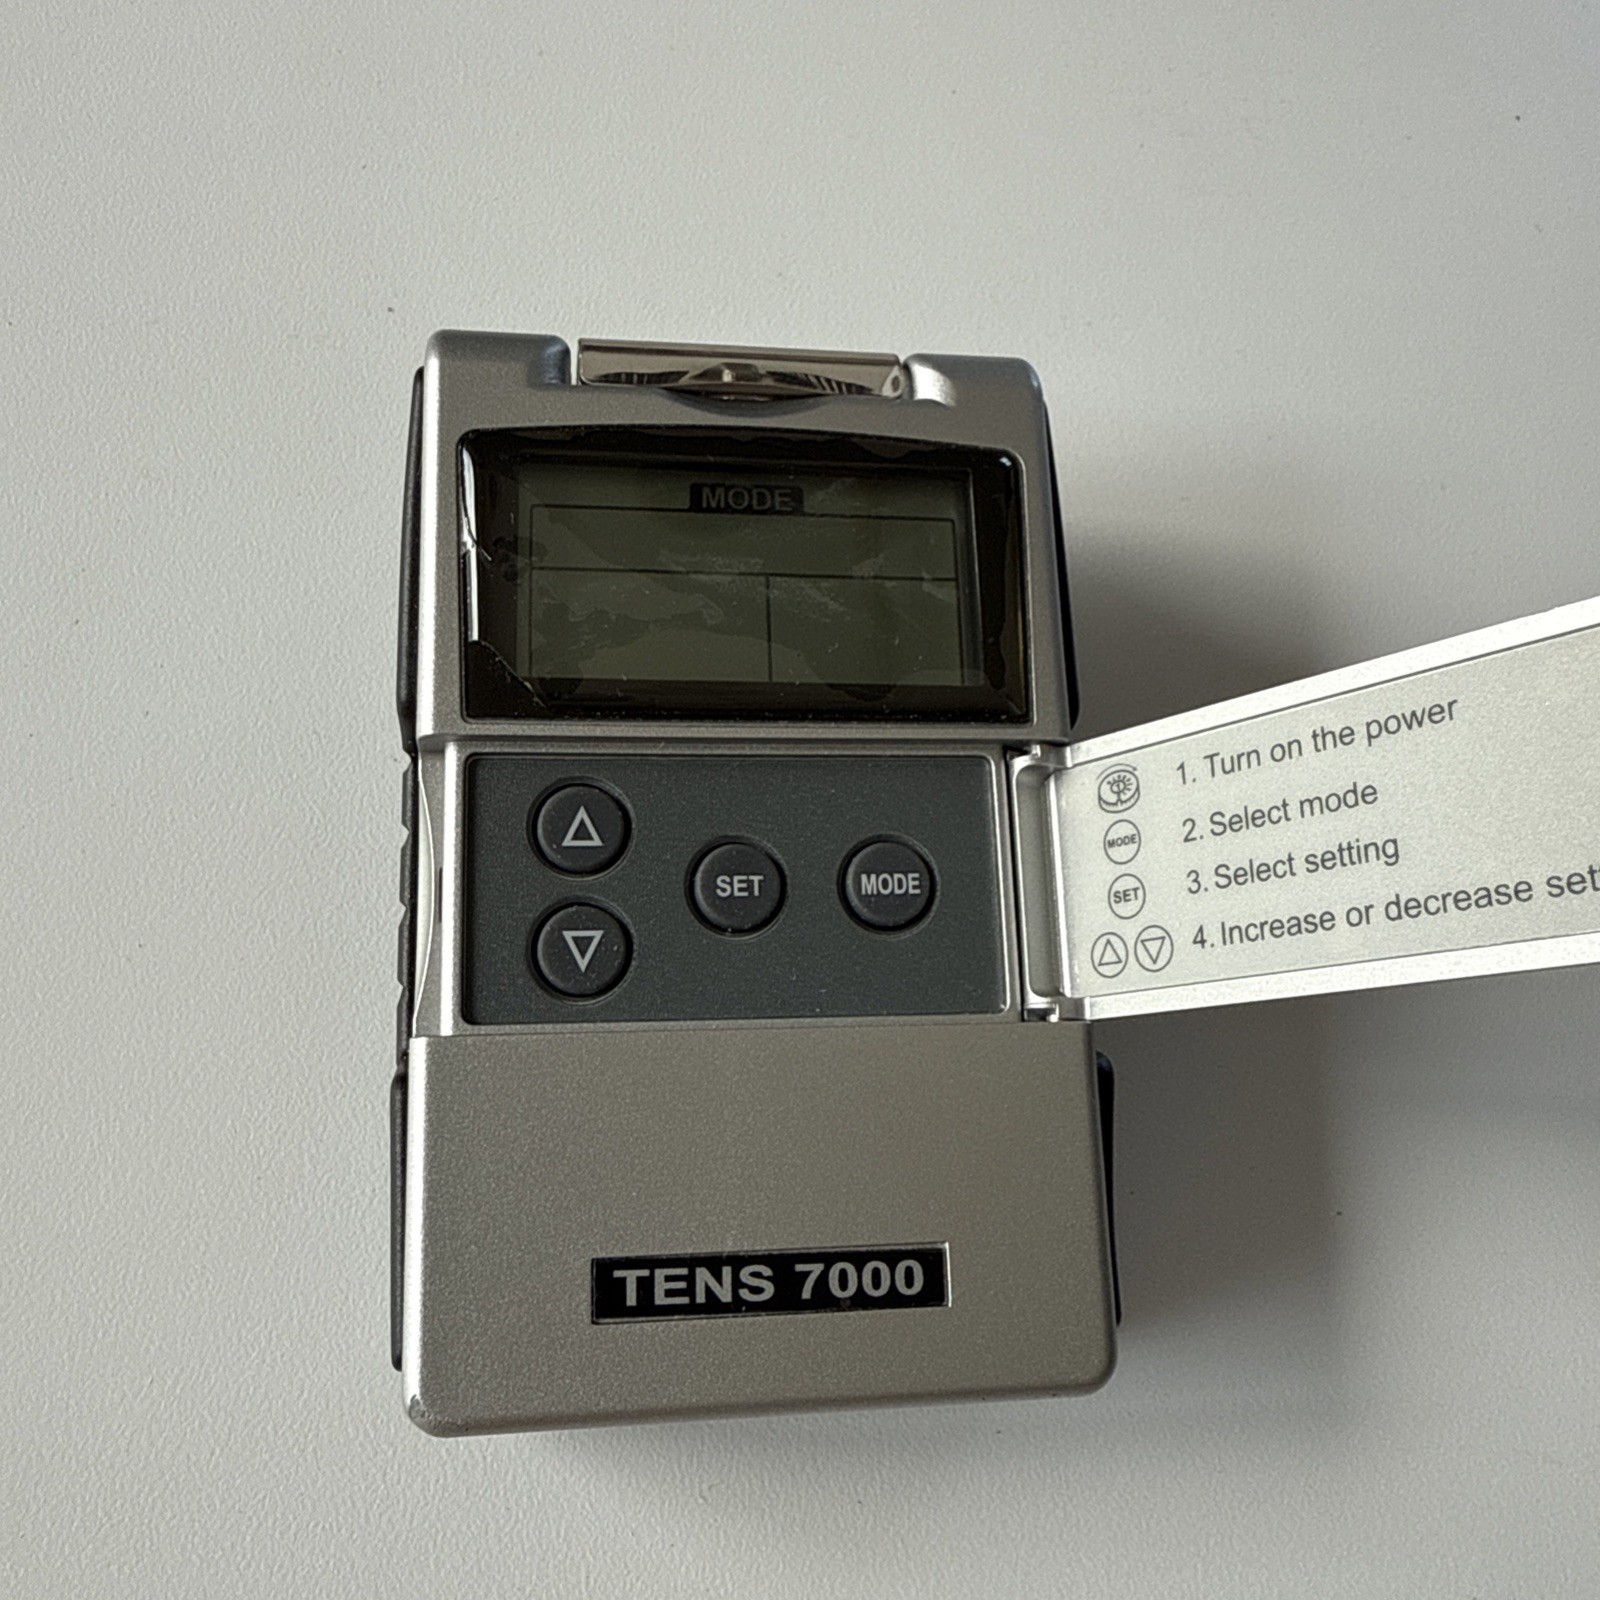 MODE
SET
MODE
1. Turn on the power
MODE
2. Select mode
SET
3. Select setting
4. Increase or decrease
TENS 7000